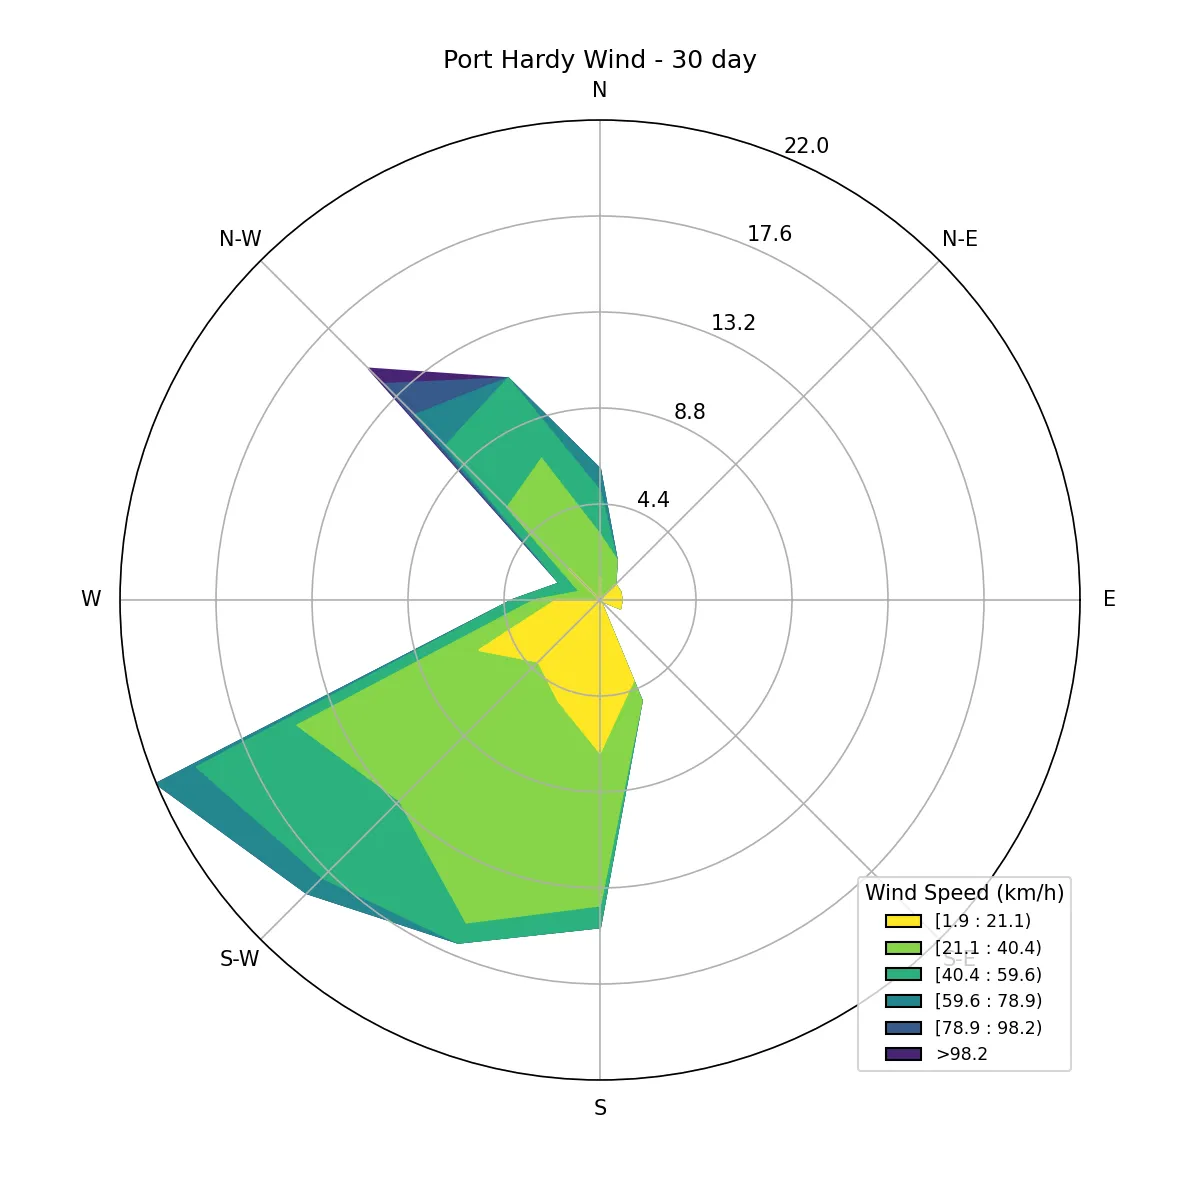 Port Hardy Wind - 30 day
N
22.0
N-W
17.6
N-E
13.2
8.8
4.4
W
E
S-W
S-E
S
Wind Speed (km/h)
[1.9 : 21.1)
[21.1 : 40.4)
[40.4 : 59.6)
[59.6 : 78.9)
[78.9 : 98.2)
>98.2